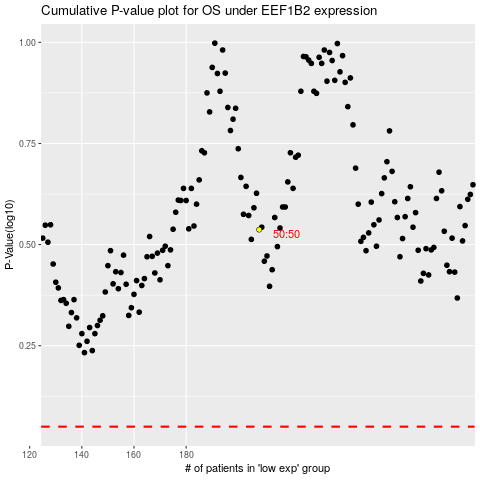 Cumulative P-value plot for OS under EEF1B2 expression
P-Value(log10)
1.00
0.75
0.50
0.25
50:50
120 140 160 180
# of patients in 'low exp' group